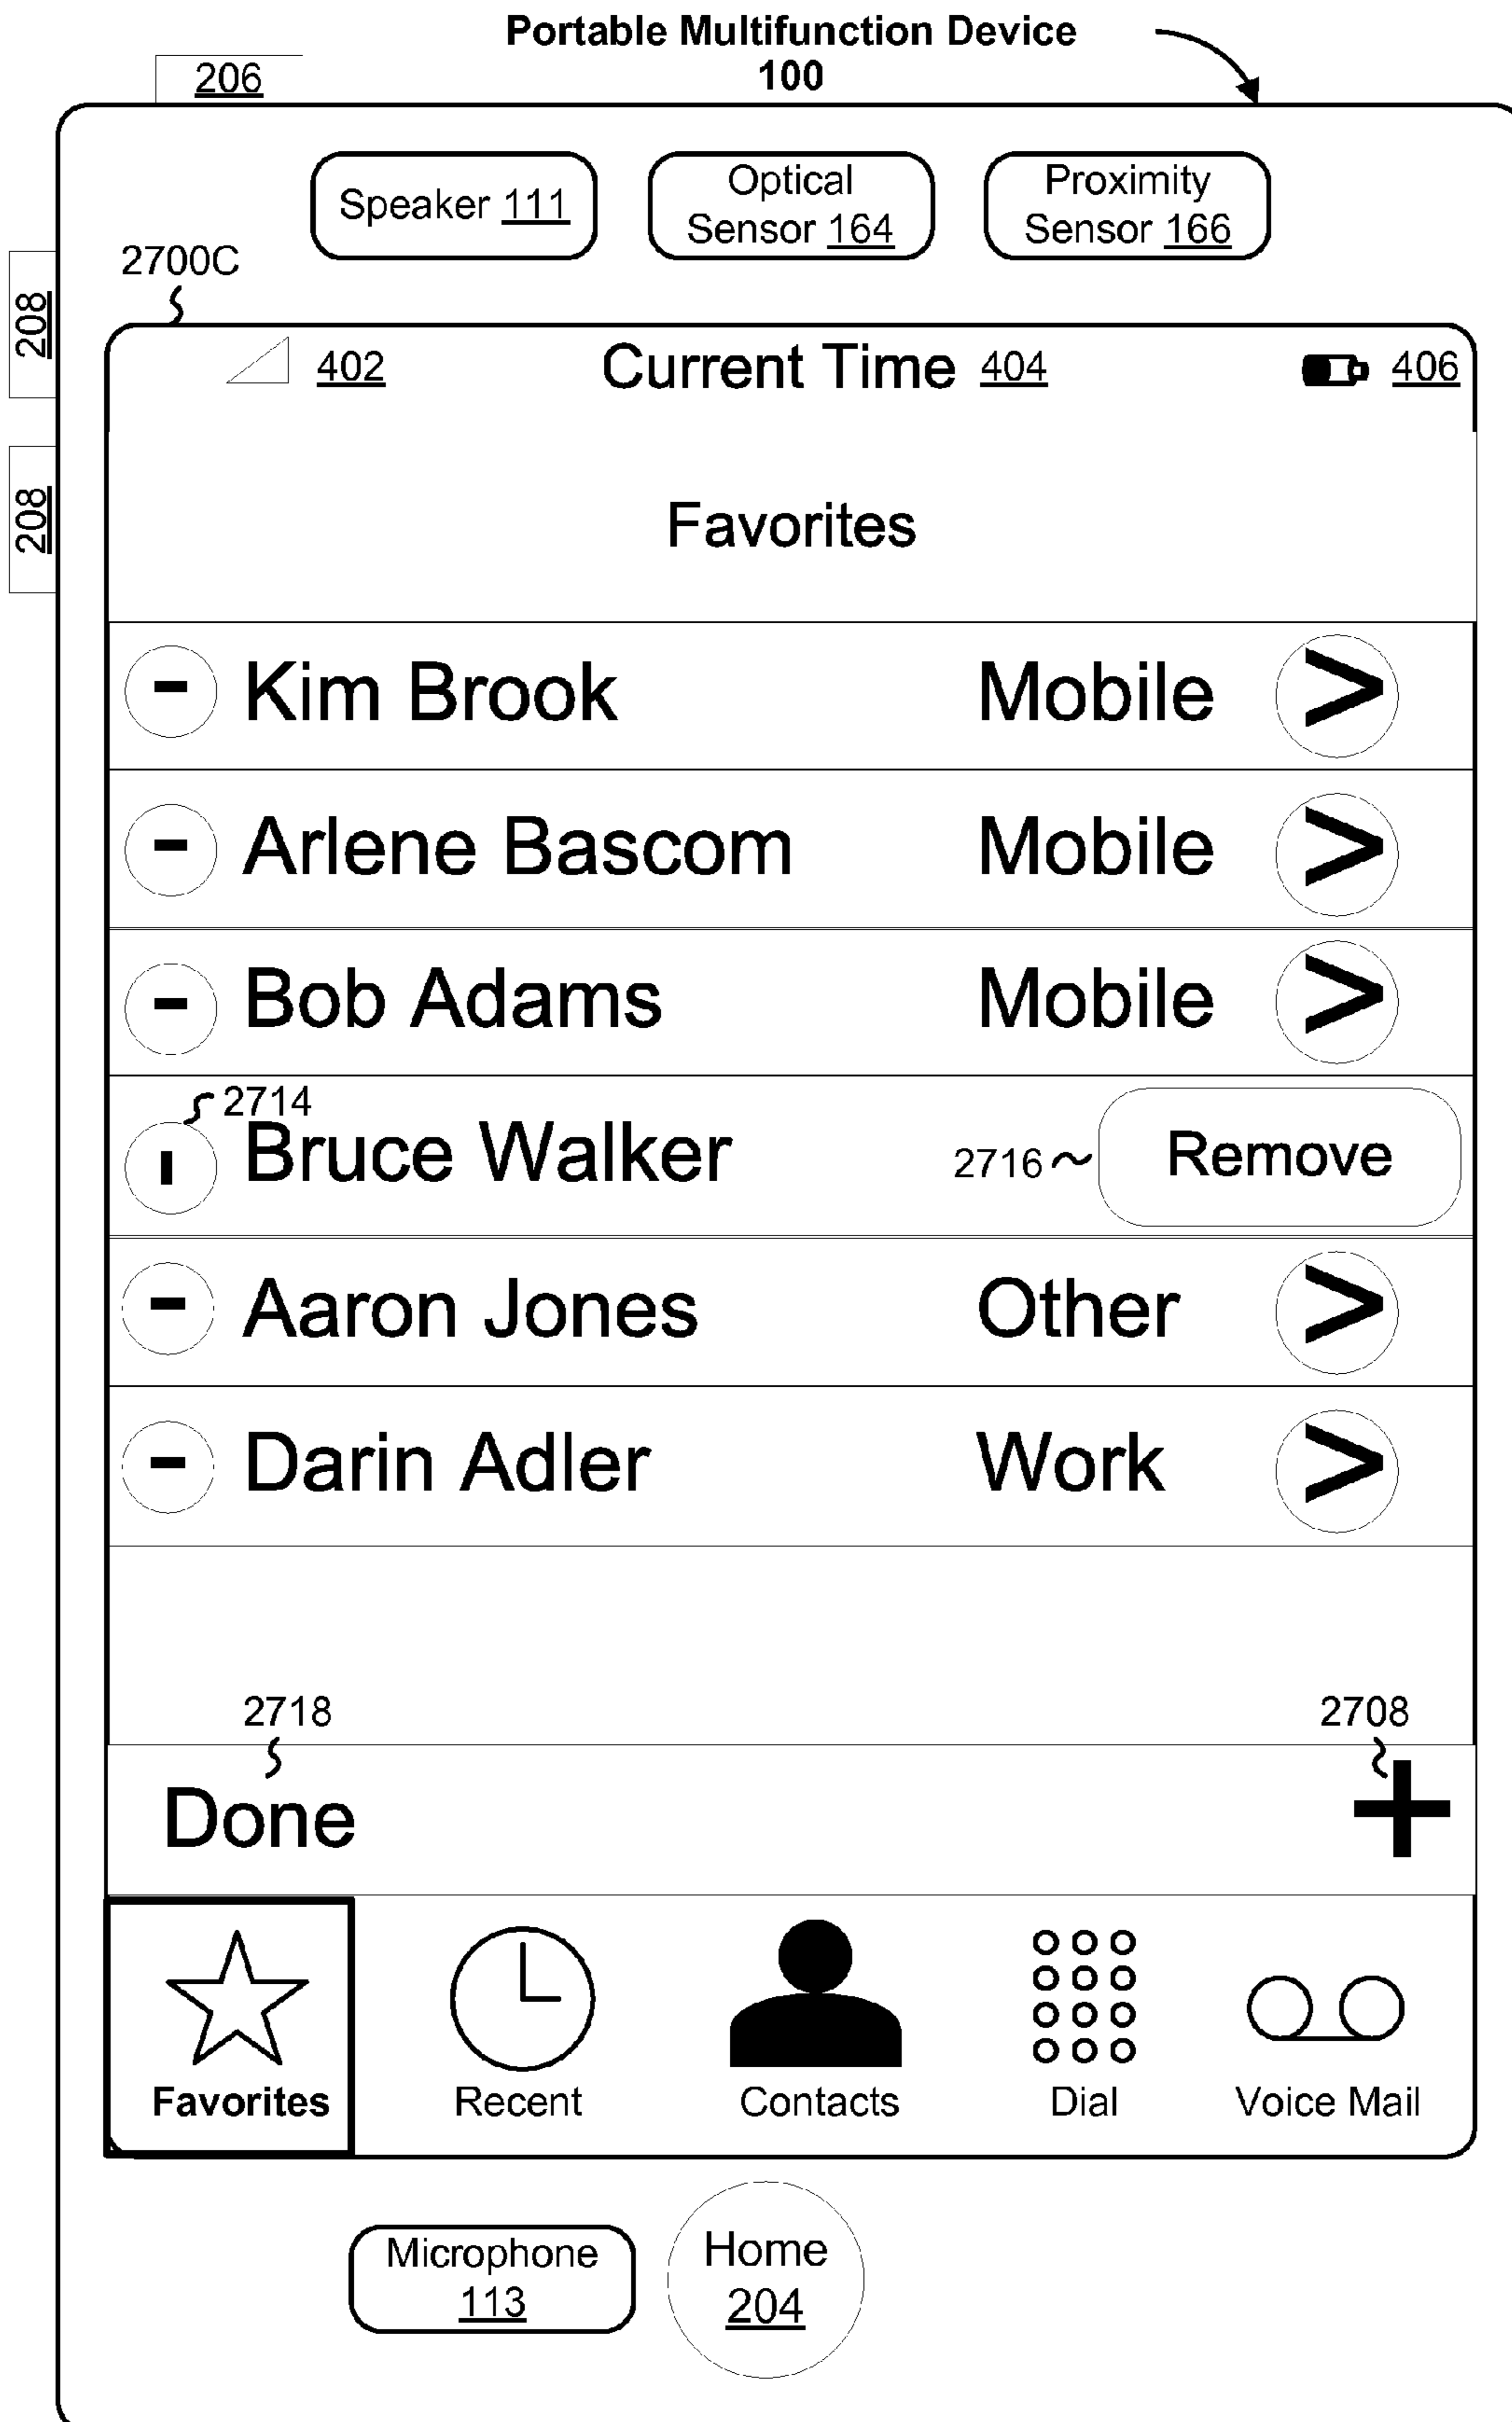 Portable Multifunction Device
100
206
Speaker 111
Optical
Sensor 164
Proximity
Sensor 166
2700C
208
402
Current Time 404
406
208
Favorites
- Kim Brook Mobile >
- Arlene Bascom Mobile >
- Bob Adams Mobile >
2714
Bruce Walker 2716 Remove
- Aaron Jones Other >
- Darin Adler Work >
2718
2708
Done +
Favorites
Recent
Contacts
Dial
Voice Mail
Microphone
113
Home
204